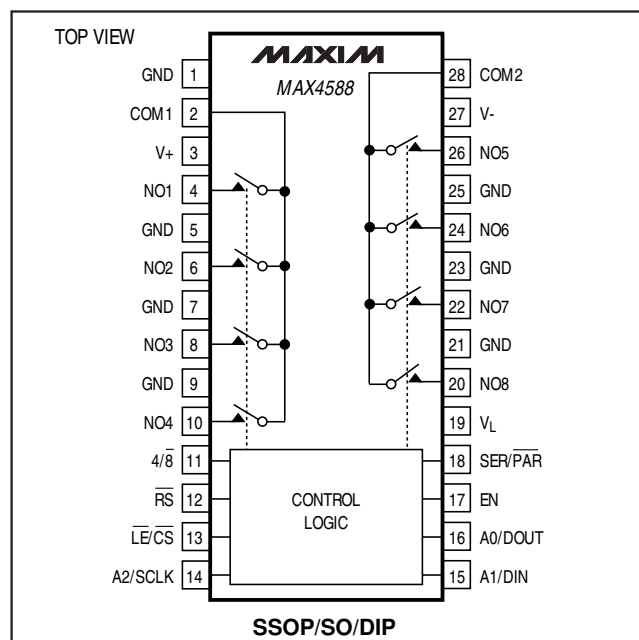 TOP VIEW
MAXIM
MAX4588
GND 1
COM1 2
V+ 3
NO1 4
GND 5
NO2 6
GND 7
NO3 8
GND 9
NO4 10
4/8̅ 11
R̅S̅ 12
L̅E̅/C̅S̅ 13
A2/SCLK 14
28 COM2
27 V-
26 NO5
25 GND
24 NO6
23 GND
22 NO7
21 GND
20 NO8
19 VL
18 SER/P̅A̅R̅
17 EN
16 A0/DOUT
15 A1/DIN
CONTROL
LOGIC
SSOP/SO/DIP